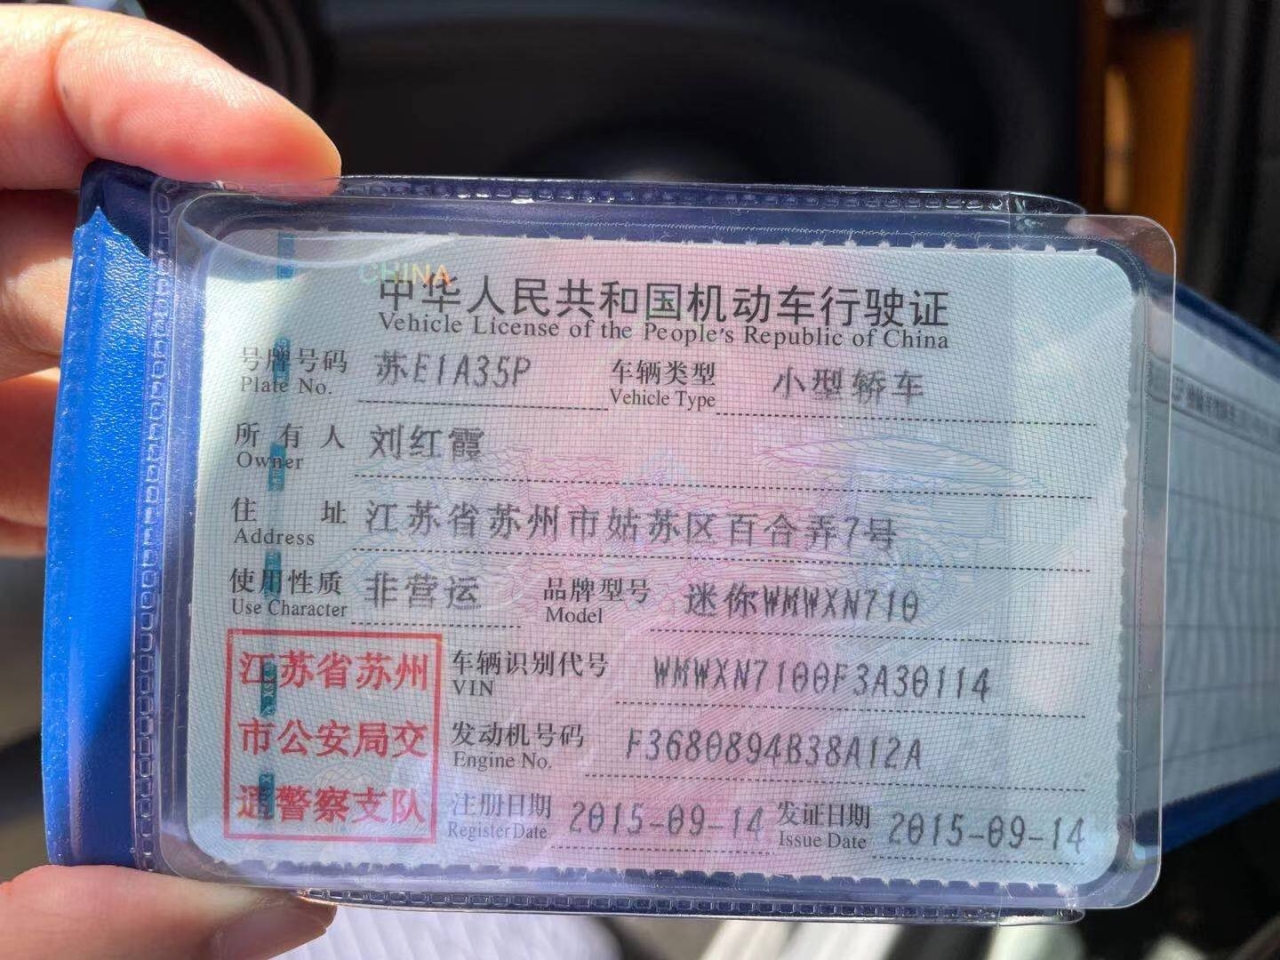 CHINA
中华人民共和国机动车行驶证
Vehicle License of the People's Republic of China
号牌号码 苏E1A35P 车辆类型 小型轿车
Plate No. Vehicle Type
所有人 刘红霞
Owner
住址 江苏省苏州市姑苏区百合弄7号
Address
使用性质 非营运 品牌型号 迷你WMWXN710
Use Character Model
江苏省苏州
市公安局交
通警察支队
车辆识别代号 WMWXN7100F3A30114
VIN
发动机号码 F3680894B38A12A
Engine No.
注册日期 2015-09-14 发证日期 2015-09-14
Register Date Issue Date